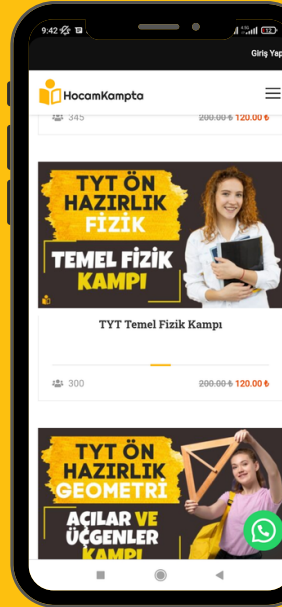 9:42
Giriş Yap
HocamKampta
345 200.00 ₺ 120.00 ₺
TYT ÖN
HAZIRLIK
FİZİK
TEMEL FİZİK
KAMPI
TYT Temel Fizik Kampı
300 200.00 ₺ 120.00 ₺
TYT ÖN
HAZIRLIK
GEOMETRİ
AÇILAR VE
ÜÇGENLER
KAMPI